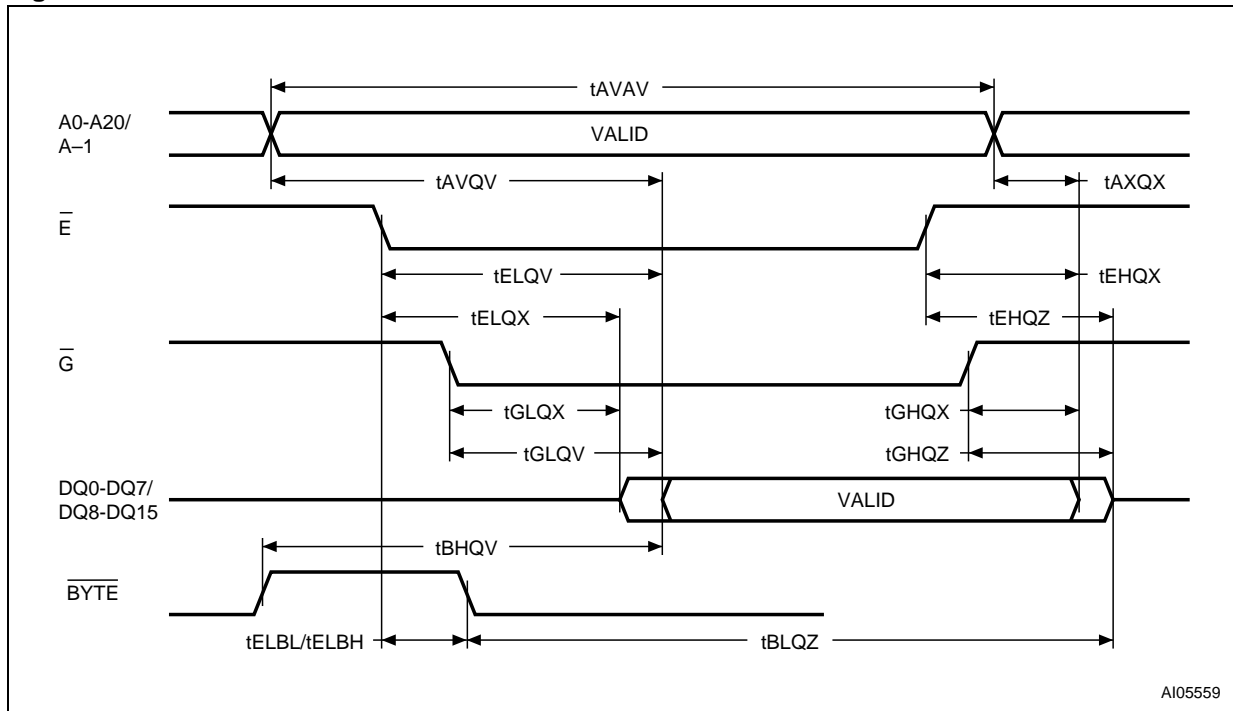 tAVAV
A0-A20/
A–1
VALID
tAVQV
tAXQX
E
tELQV
tEHQX
tELQX
tEHQZ
G
tGLQX
tGHQX
tGLQV
tGHQZ
DQ0-DQ7/
DQ8-DQ15
VALID
tBHQV
BYTE
tELBL/tELBH
tBLQZ
AI05559